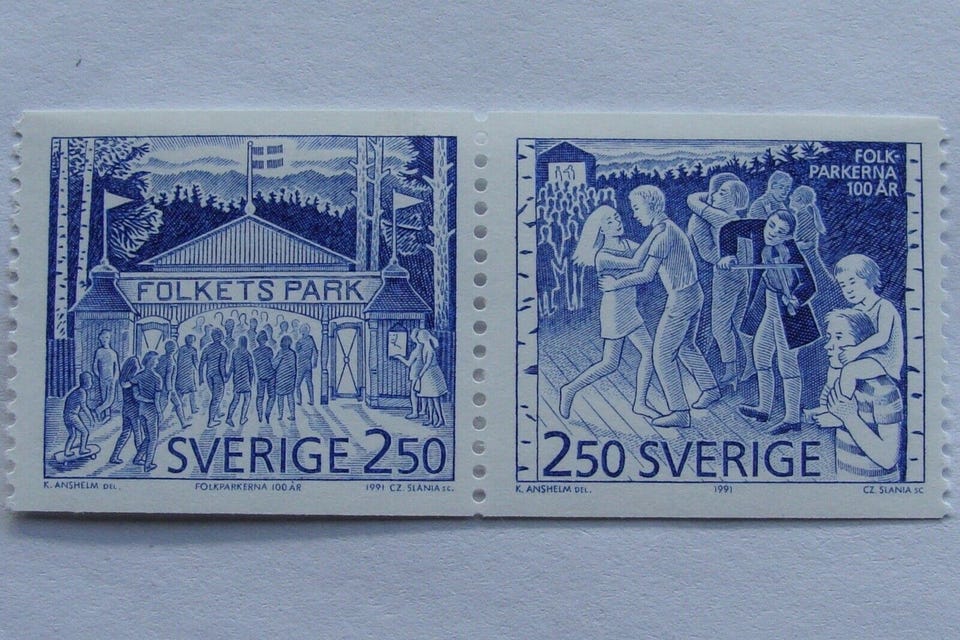 FOLKETS PARK
SVERIGE 2.50
K. ANSHELM DEL. FOLKPARKERNA 100 ÅR 1991 CZ. SLANIA SC.
FOLK-
PARKERNA
100 ÅR
2.50 SVERIGE
K. ANSHELM DEL. 1991 CZ. SLANIA SC